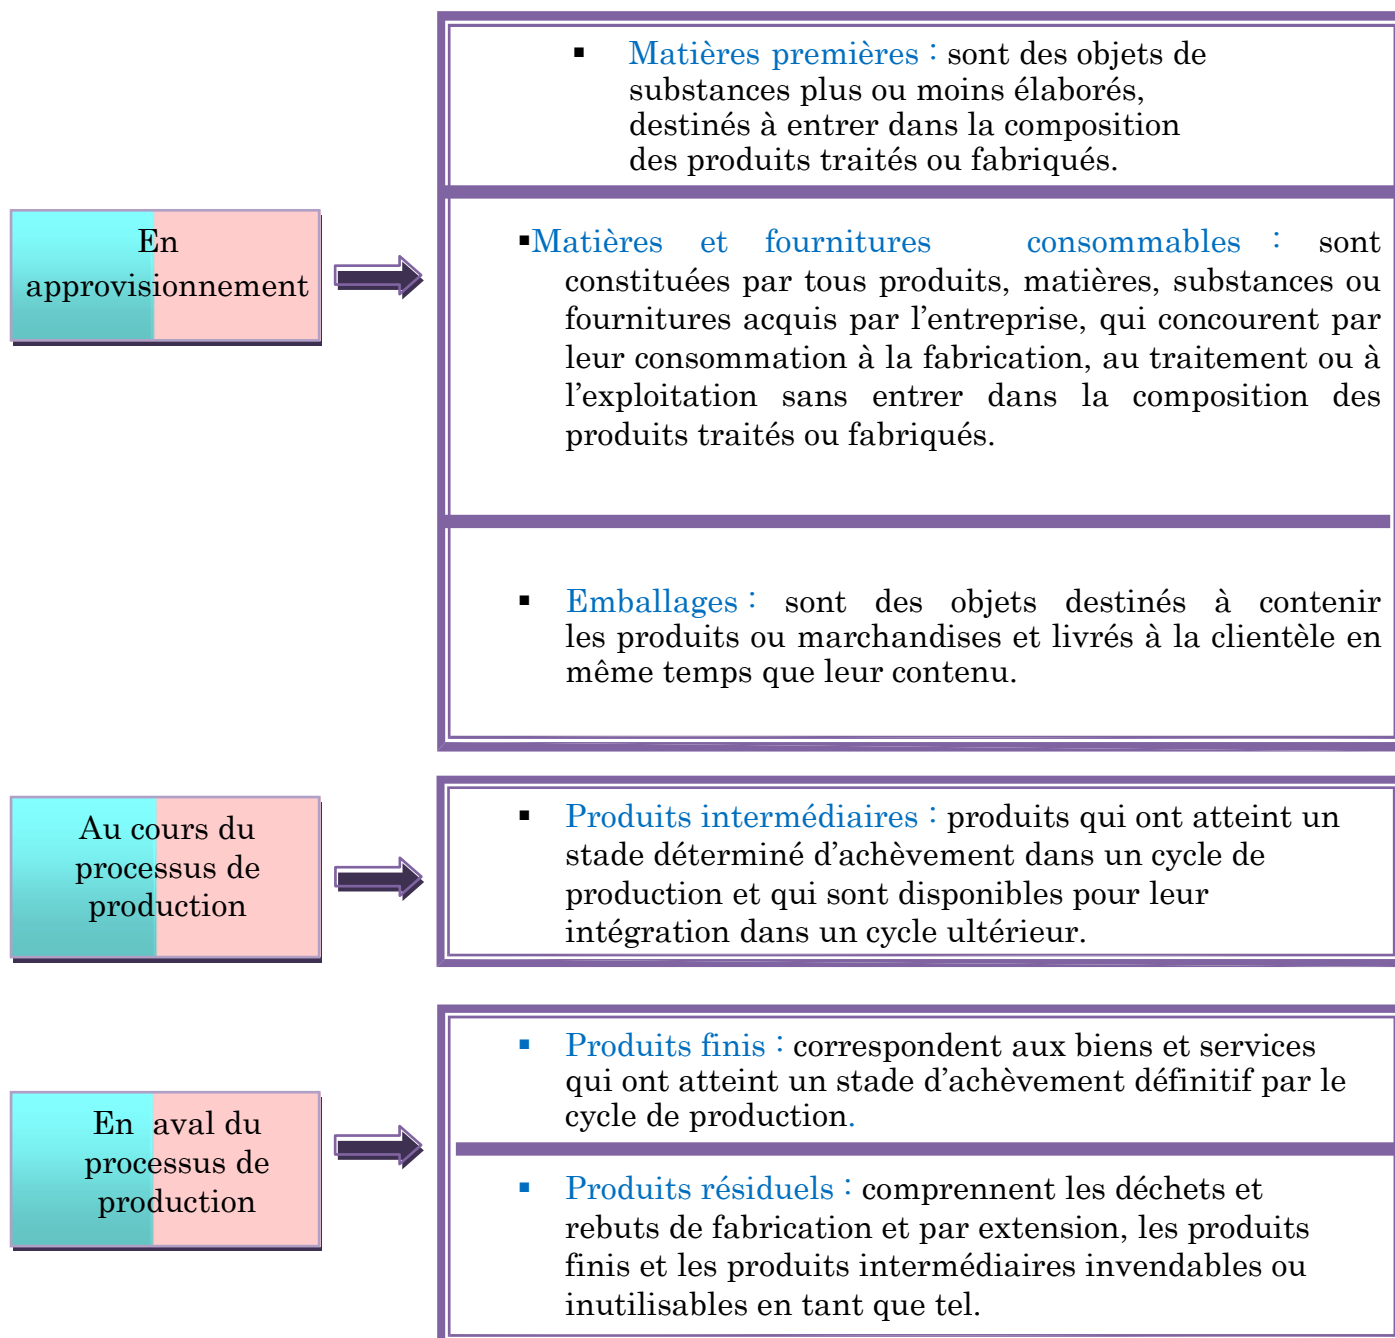 ▪ Matières premières : sont des objets de
substances plus ou moins élaborés,
destinés à entrer dans la composition
des produits traités ou fabriqués.
En
approvisionnement
▪Matières et fournitures consommables : sont
constituées par tous produits, matières, substances ou
fournitures acquis par l’entreprise, qui concourent par
leur consommation à la fabrication, au traitement ou à
l’exploitation sans entrer dans la composition des
produits traités ou fabriqués.
▪ Emballages : sont des objets destinés à contenir
les produits ou marchandises et livrés à la clientèle en
même temps que leur contenu.
Au cours du
processus de
production
▪ Produits intermédiaires : produits qui ont atteint un
stade déterminé d’achèvement dans un cycle de
production et qui sont disponibles pour leur
intégration dans un cycle ultérieur.
En aval du
processus de
production
▪ Produits finis : correspondent aux biens et services
qui ont atteint un stade d’achèvement définitif par le
cycle de production.
▪ Produits résiduels : comprennent les déchets et
rebuts de fabrication et par extension, les produits
finis et les produits intermédiaires invendables ou
inutilisables en tant que tel.